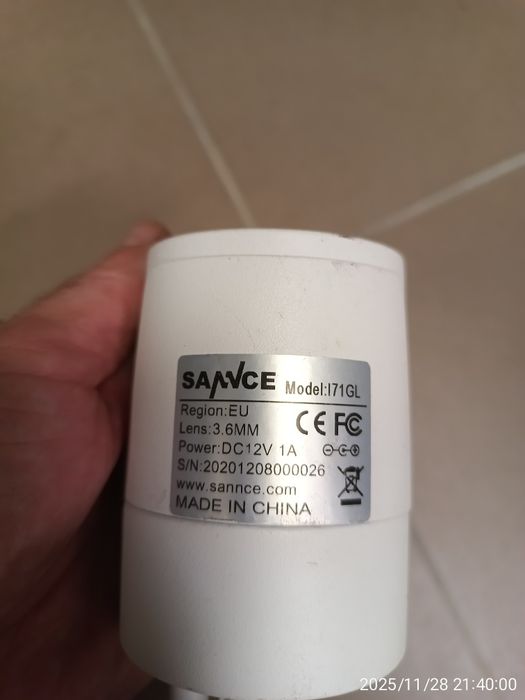 SANNCE Model:I71GL
Region:EU
Lens:3.6MM CE FC
Power:DC12V 1A
S/N:20201208000026
www.sannce.com
MADE IN CHINA
2025/11/28 21:40:00